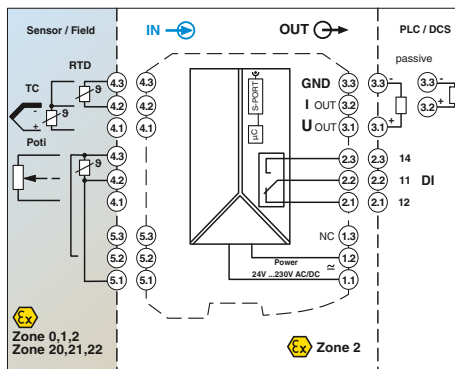 Sensor / Field
IN
OUT
PLC / DCS
RTD
TC
ϑ
ϑ
-
+
4.3
4.2
4.1
4.3
4.2
4.1
Poti
ϑ
4.3
4.2
4.1
4.3
4.2
4.1
5.3
5.2
5.1
5.3
5.2
5.1
S-PORT
µC
GND
I OUT
U OUT
3.3
3.2
3.1
3.3
3.1
-
+
passive
3.3
3.2
-
+
2.3
2.2
2.1
2.3
2.2
2.1
14
11
12
DI
NC
1.3
Power
≃
1.2
24V ...230V AC/DC
1.1
Ex
Zone 0,1,2
Zone 20,21,22
Ex
Zone 2